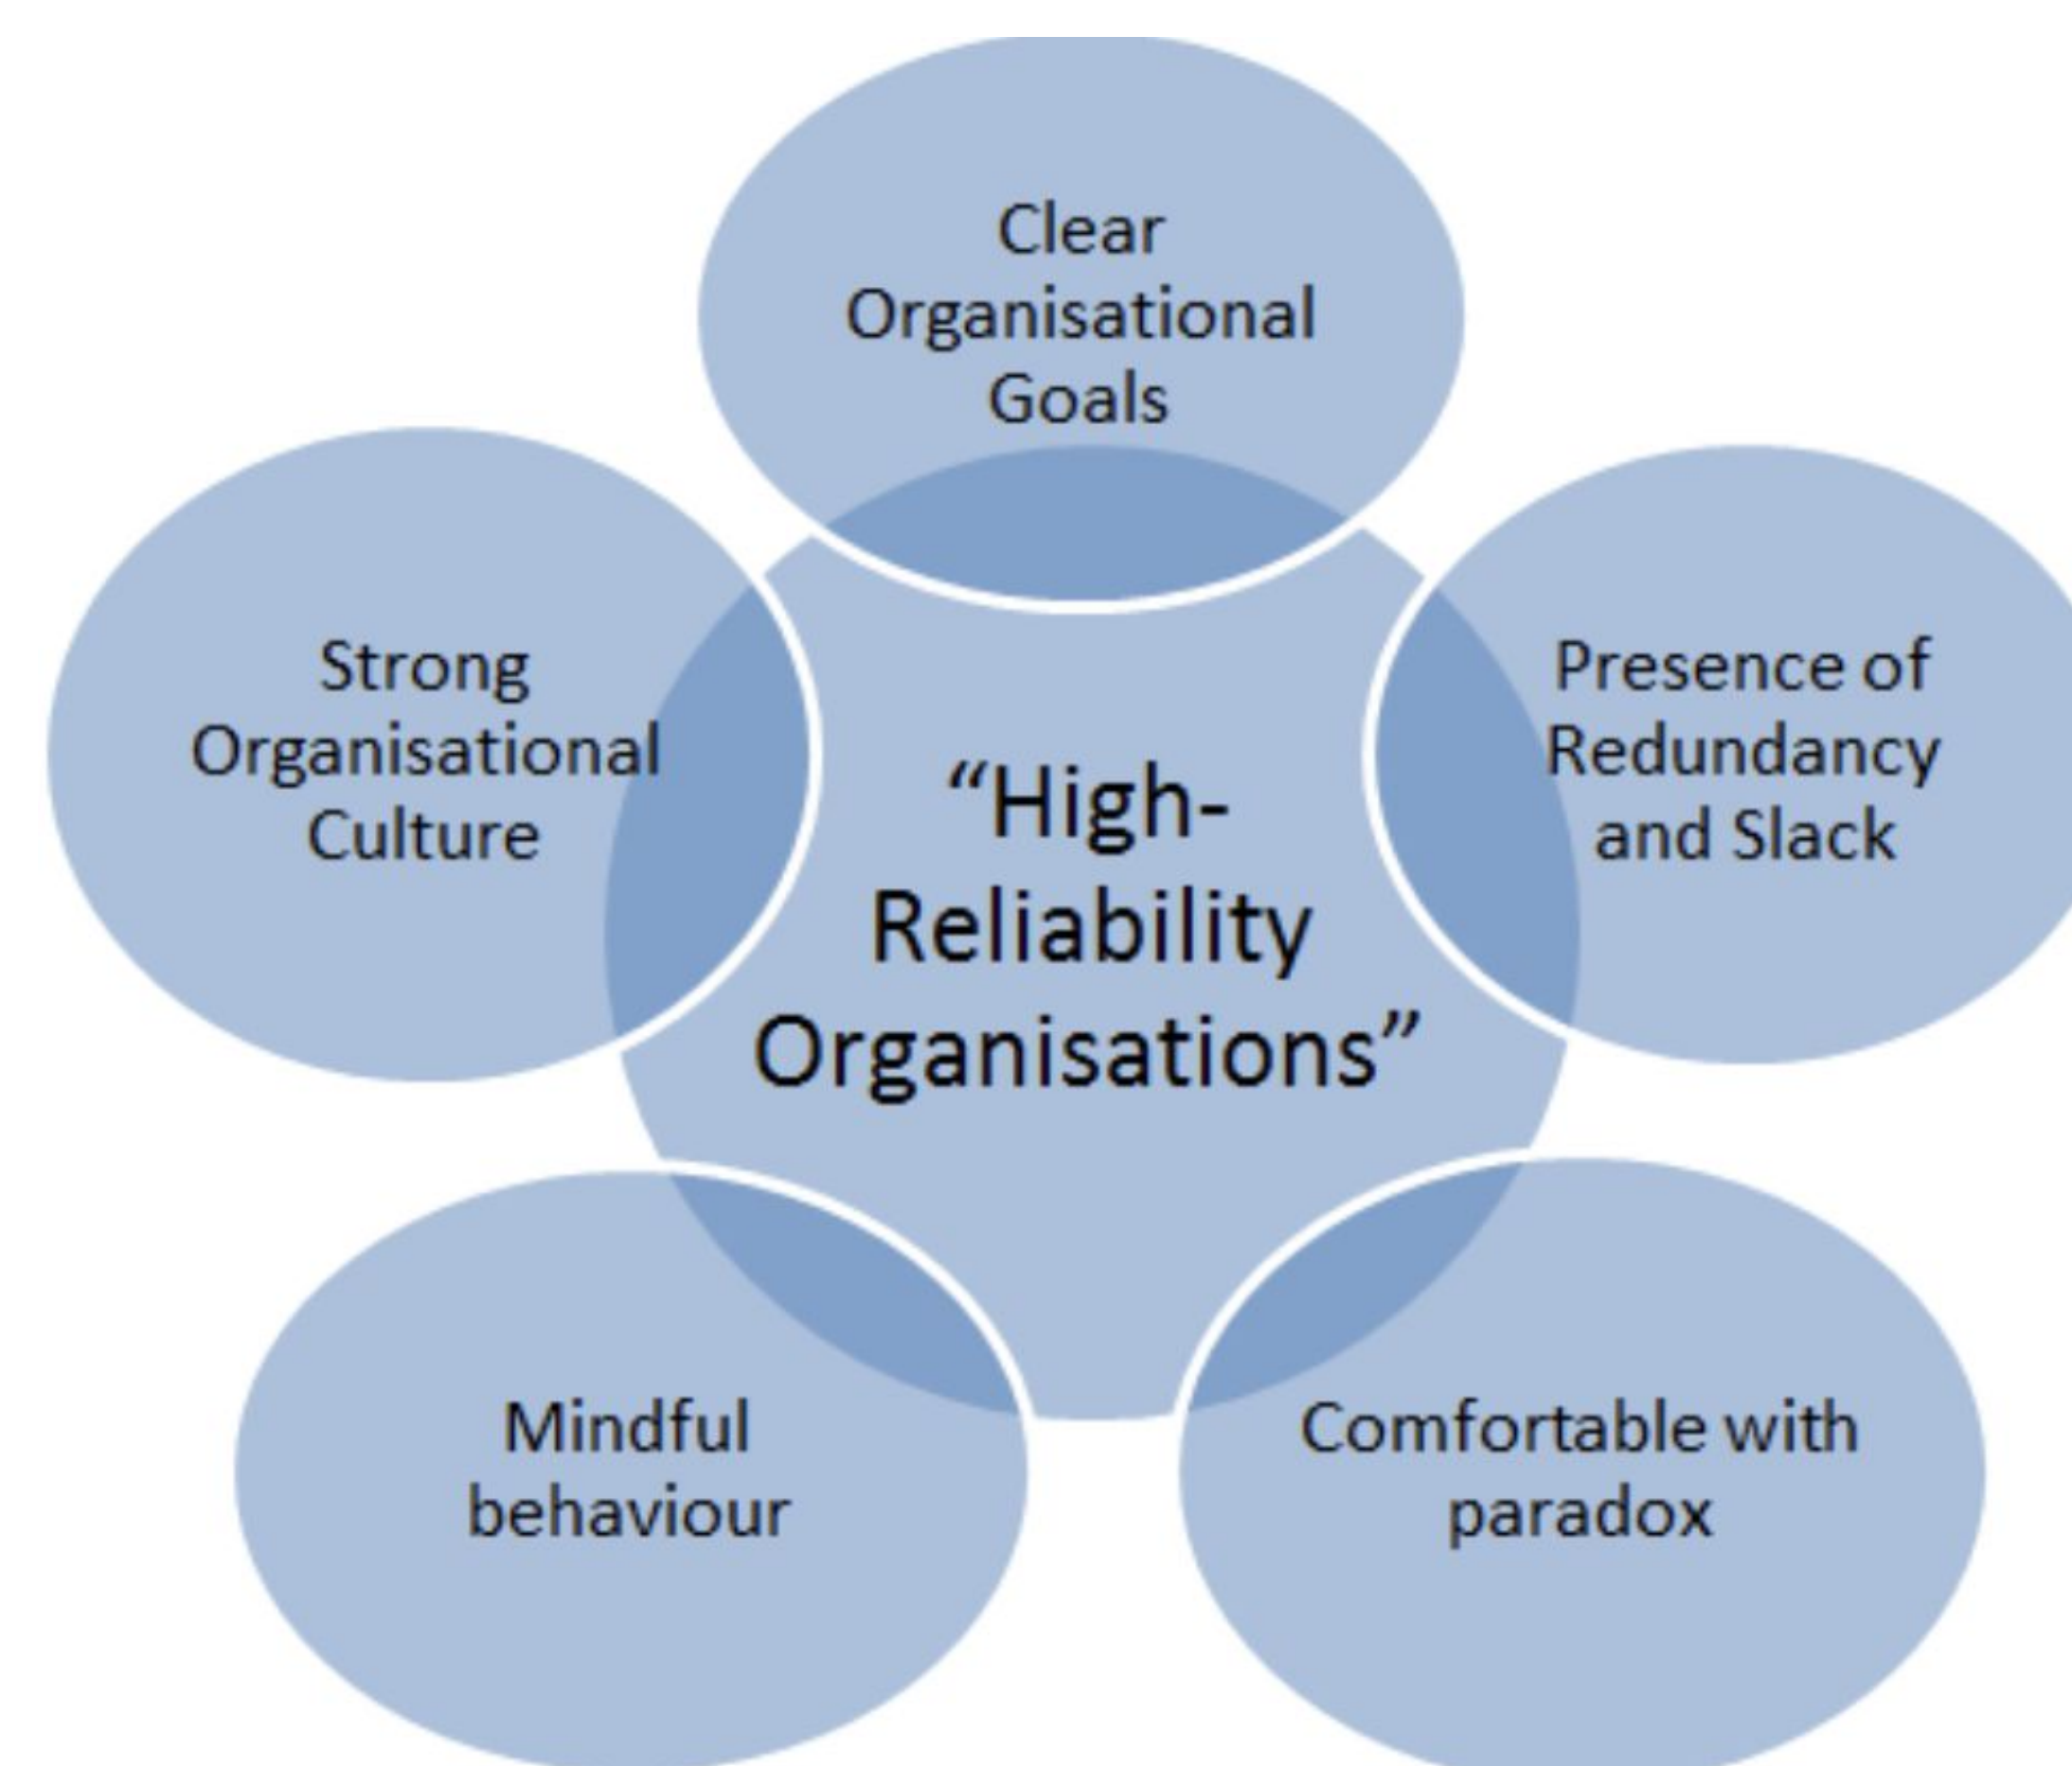 Clear
Organisational
Goals
Strong
Organisational
Culture
Presence of
Redundancy
and Slack
“High-
Reliability
Organisations”
Mindful
behaviour
Comfortable with
paradox